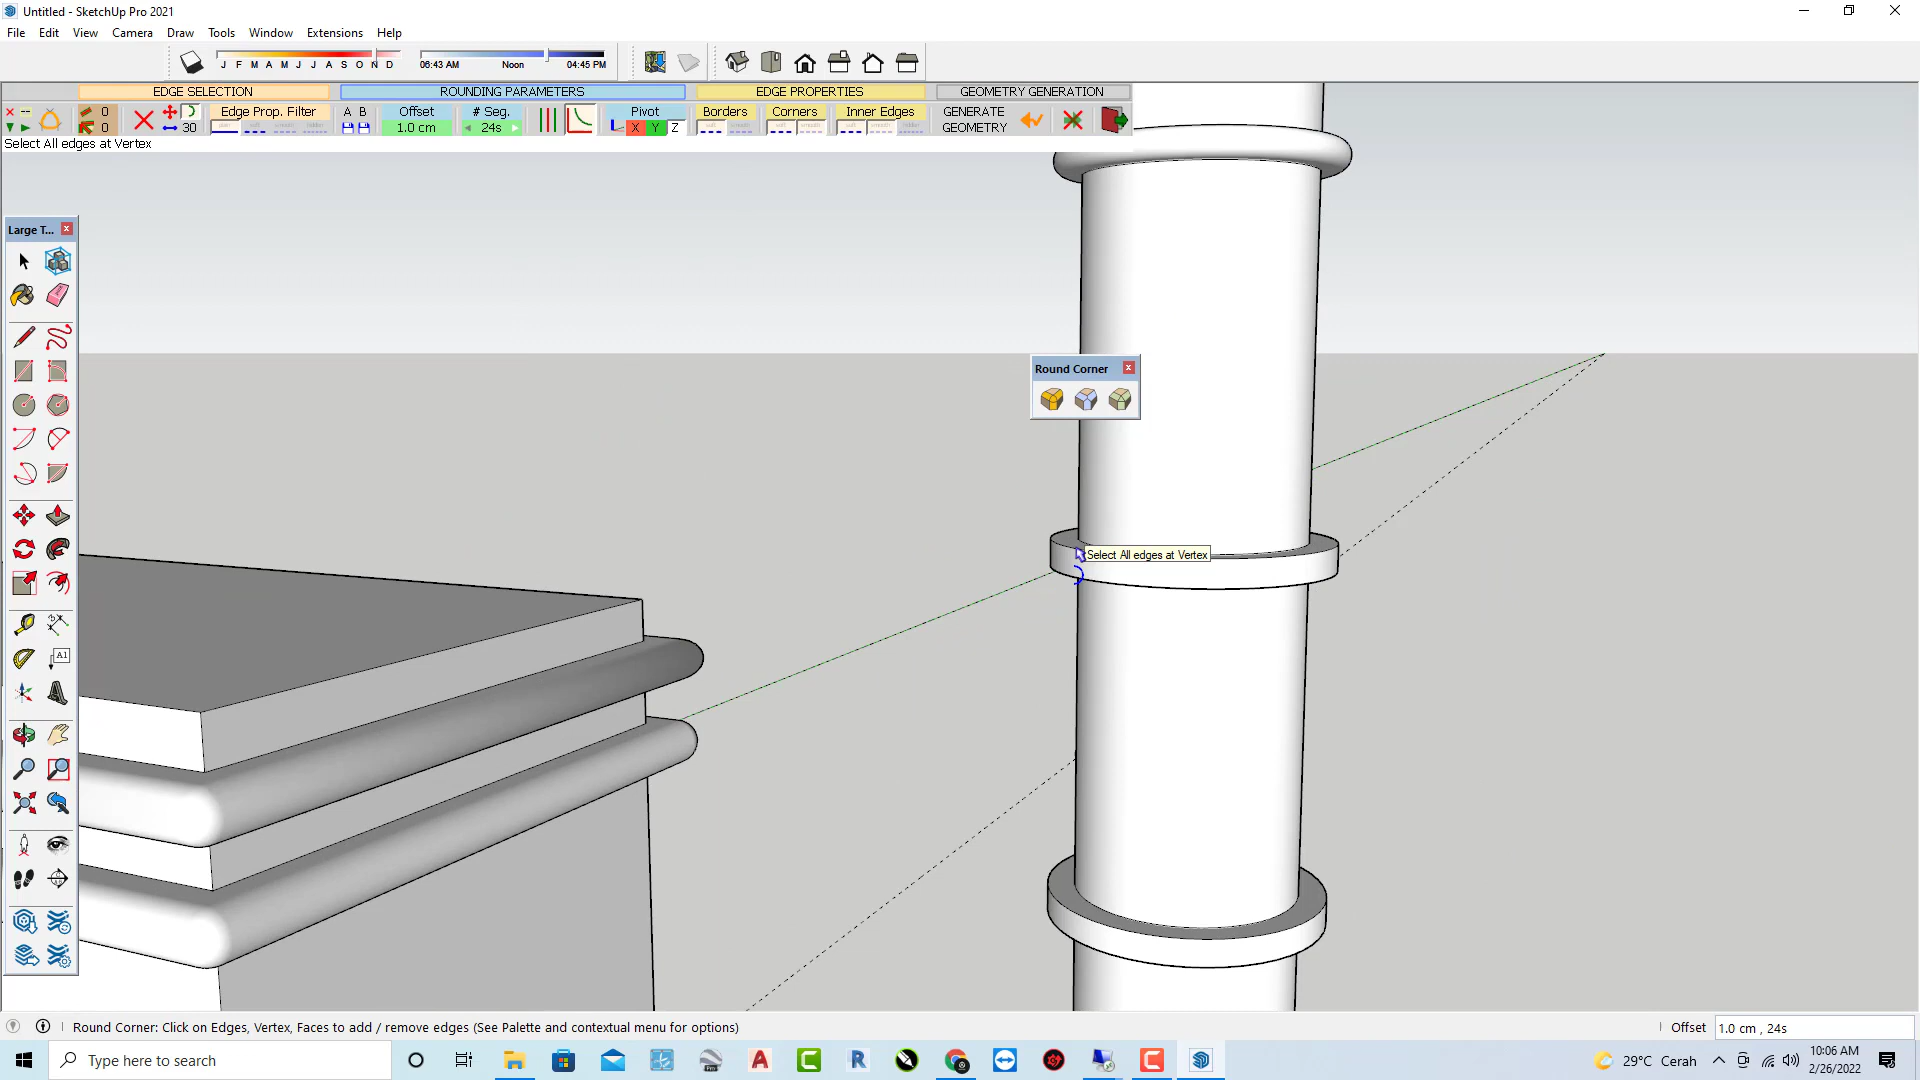 Untitled - SketchUp Pro 2021
File Edit View Camera Draw Tools Window Extensions Help
J F M A M J J A S O N D
06:43 AM Noon 04:45 PM
EDGE SELECTION ROUNDING PARAMETERS EDGE PROPERTIES GEOMETRY GENERATION
0 Edge Prop. Filter A B Offset # Seg. Pivot Borders Corners Inner Edges GENERATE
0 30 1.0 cm 24s X Y Z GEOMETRY
Select All edges at Vertex
Large T...
Round Corner
Select All edges at Vertex
A1
Round Corner: Click on Edges, Vertex, Faces to add / remove edges (See Palette and contextual menu for options)
Offset 1.0 cm , 24s
Type here to search
29°C Cerah
10:06 AM
2/26/2022